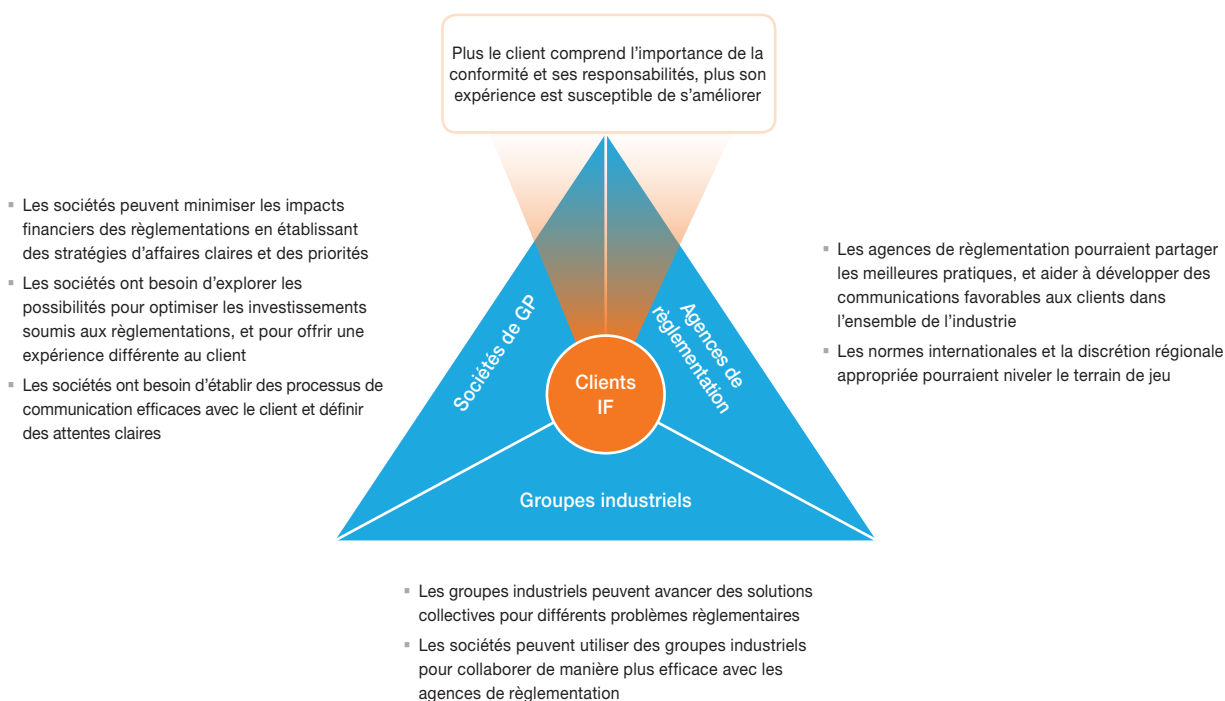 Plus le client comprend l’importance de la
conformité et ses responsabilités, plus son
expérience est susceptible de s’améliorer
▪ Les sociétés peuvent minimiser les impacts
financiers des règlementations en établissant
des stratégies d’affaires claires et des priorités
▪ Les sociétés ont besoin d’explorer les
possibilités pour optimiser les investissements
soumis aux règlementations, et pour offrir une
expérience différente au client
▪ Les sociétés ont besoin d’établir des processus de
communication efficaces avec le client et définir
des attentes claires
Sociétés de GP
Clients
IF
Agences de
règlementation
Groupes industriels
▪ Les agences de règlementation pourraient partager
les meilleures pratiques, et aider à développer des
communications favorables aux clients dans
l’ensemble de l’industrie
▪ Les normes internationales et la discrétion régionale
appropriée pourraient niveler le terrain de jeu
▪ Les groupes industriels peuvent avancer des solutions
collectives pour différents problèmes règlementaires
▪ Les sociétés peuvent utiliser des groupes industriels
pour collaborer de manière plus efficace avec les
agences de règlementation